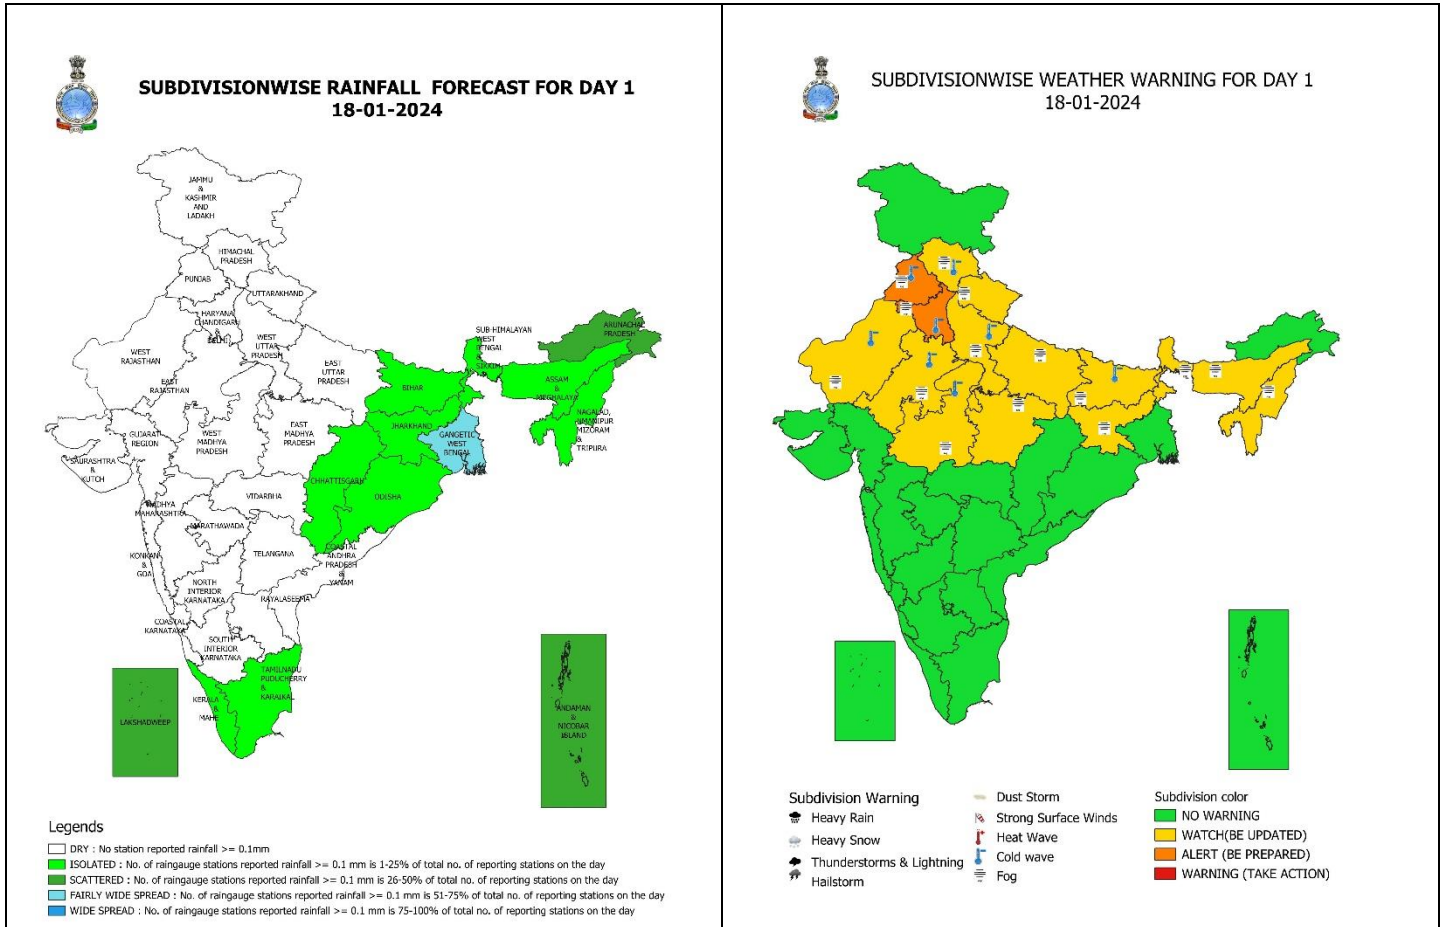 SUBDIVISIONWISE RAINFALL FORECAST FOR DAY 1
18-01-2024
JAMMU
&
KASHMIR
AND
LADAKH
HIMACHAL
PRADESH
PUNJAB
UTTARAKHAND
HARYANA
CHANDIGARH
&
DELHI
WEST
UTTAR
PRADESH
EAST
UTTAR
PRADESH
WEST
RAJASTHAN
EAST
RAJASTHAN
SUB-HIMALAYAN
WEST
BENGAL
&
SIKKIM
ARUNACHAL
PRADESH
ASSAM
&
MEGHALAYA
NAGALAD,
MANIPUR
MIZORAM
&
TRIPURA
BIHAR
JHARKHAND
GANGETIC
WEST
BENGAL
GUJARAT
REGION
SAURASHTRA
&
KUTCH
WEST
MADHYA
PRADESH
EAST
MADHYA
PRADESH
CHHATTISGARH
ODISHA
VIDARBHA
MADHYA
MAHARASHTRA
MARATHAWADA
KONKAN
&
GOA
TELANGANA
COASTAL
ANDHRA
PRADESH
&
YANAM
NORTH
INTERIOR
KARNATAKA
RAYALASEEMA
COASTAL
KARNATAKA
SOUTH
INTERIOR
KARNATAKA
TAMILNADU
PUDUCHERRY
&
KARAIKAL
KERALA
&
MAHE
LAKSHADWEEP
ANDAMAN
&
NICOBAR
ISLAND
Legends
DRY : No station reported rainfall >= 0.1mm
ISOLATED : No. of raingauge stations reported rainfall >= 0.1 mm is 1-25% of total no. of reporting stations on the day
SCATTERED : No. of raingauge stations reported rainfall >= 0.1 mm is 26-50% of total no. of reporting stations on the day
FAIRLY WIDE SPREAD : No. of raingauge stations reported rainfall >= 0.1 mm is 51-75% of total no. of reporting stations on the day
WIDE SPREAD : No. of raingauge stations reported rainfall >= 0.1 mm is 75-100% of total no. of reporting stations on the day
SUBDIVISIONWISE WEATHER WARNING FOR DAY 1
18-01-2024
Subdivision Warning
Heavy Rain
Heavy Snow
Thunderstorms & Lightning
Hailstorm
Dust Storm
Strong Surface Winds
Heat Wave
Cold wave
Fog
Subdivision color
NO WARNING
WATCH(BE UPDATED)
ALERT (BE PREPARED)
WARNING (TAKE ACTION)